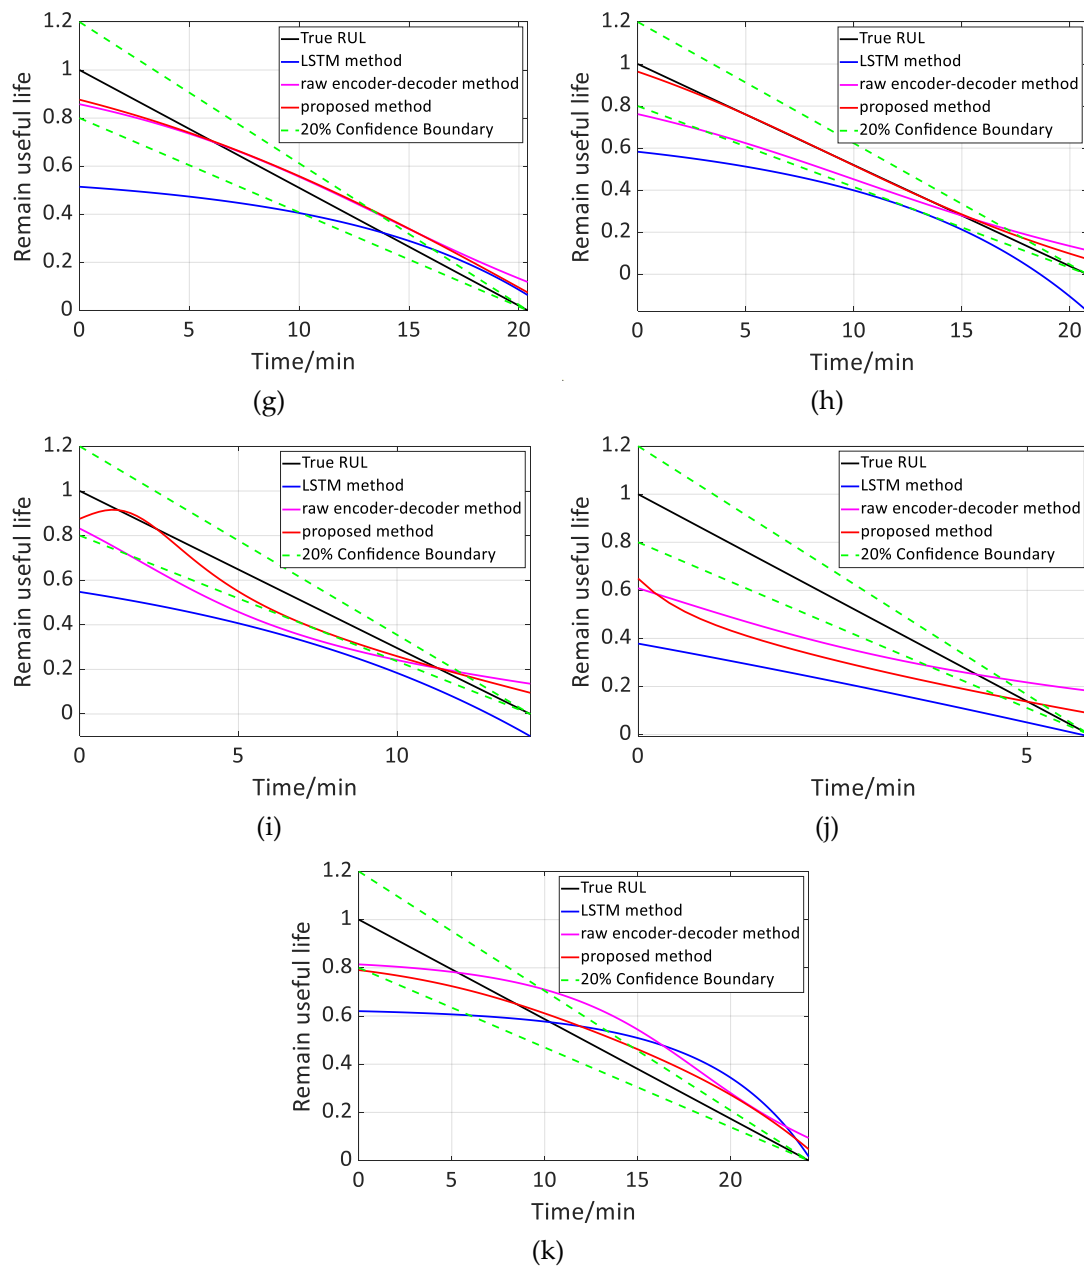 1.2
1
0.8
0.6
0.4
0.2
0
Remain useful life
True RUL
LSTM method
raw encoder-decoder method
proposed method
20% Confidence Boundary
0 5 10 15 20
Time/min
(g)
1.2
1
0.8
0.6
0.4
0.2
0
Remain useful life
True RUL
LSTM method
raw encoder-decoder method
proposed method
20% Confidence Boundary
0 5 10 15 20
Time/min
(h)
1.2
1
0.8
0.6
0.4
0.2
0
Remain useful life
True RUL
LSTM method
raw encoder-decoder method
proposed method
20% Confidence Boundary
0 5 10
Time/min
(i)
1.2
1
0.8
0.6
0.4
0.2
0
Remain useful life
True RUL
LSTM method
raw encoder-decoder method
proposed method
20% Confidence Boundary
0 5
Time/min
(j)
1.2
1
0.8
0.6
0.4
0.2
0
Remain useful life
True RUL
LSTM method
raw encoder-decoder method
proposed method
20% Confidence Boundary
0 5 10 15 20
Time/min
(k)